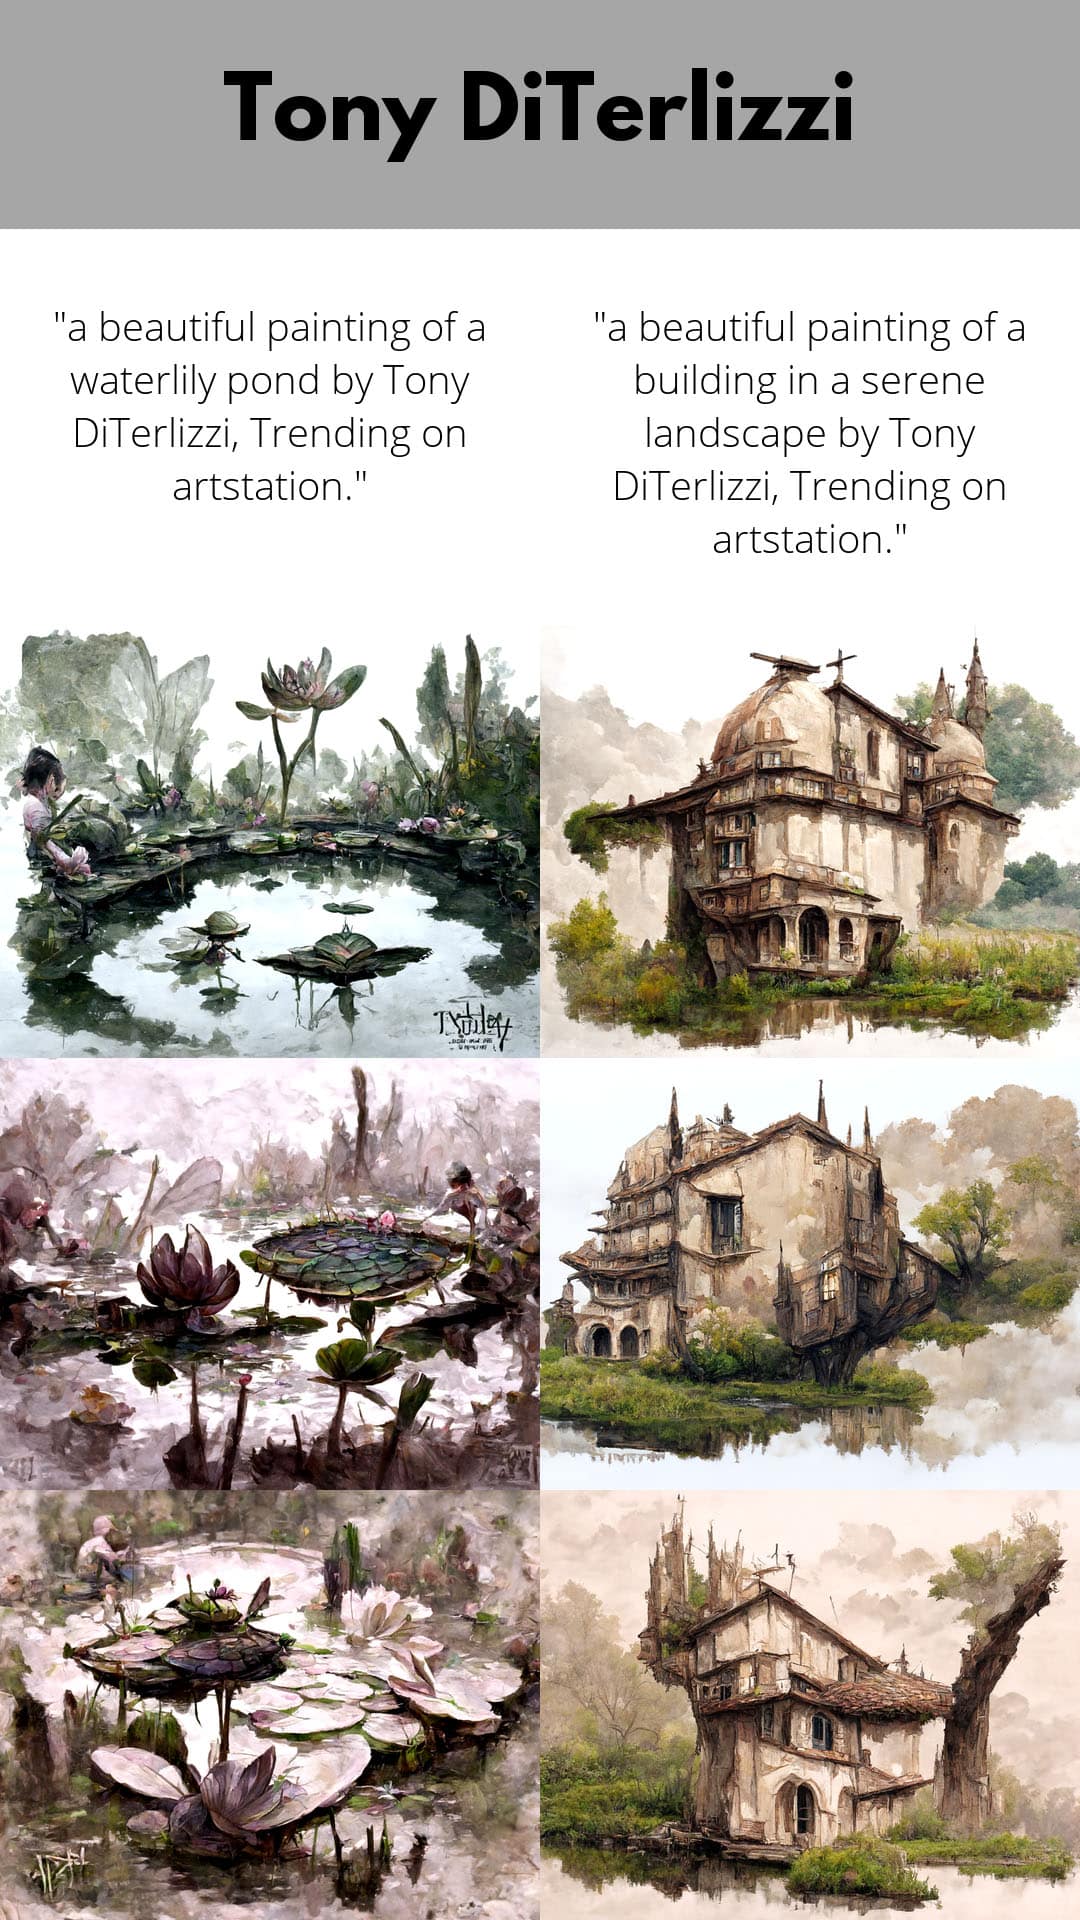 Tony DiTerlizzi
"a beautiful painting of a
waterlily pond by Tony
DiTerlizzi, Trending on
artstation."
"a beautiful painting of a
building in a serene
landscape by Tony
DiTerlizzi, Trending on
artstation."